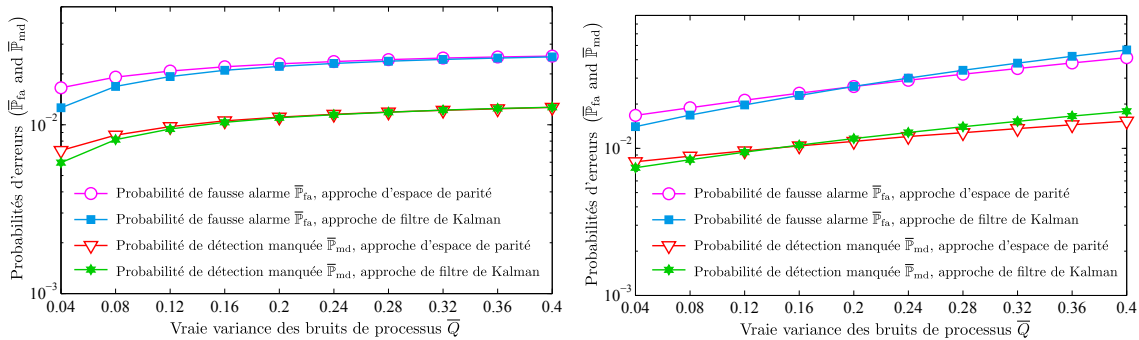 Probabilités d'erreurs (ℙ̅fa and ℙ̅md)
10⁻²
10⁻³
Probabilité de fausse alarme ℙ̅fa, approche d'espace de parité
Probabilité de fausse alarme ℙ̅fa, approche de filtre de Kalman
Probabilité de détection manquée ℙ̅md, approche d'espace de parité
Probabilité de détection manquée ℙ̅md, approche de filtre de Kalman
0.04 0.08 0.12 0.16 0.2 0.24 0.28 0.32 0.36 0.4
Vraie variance des bruits de processus Q̅
Probabilités d'erreurs (ℙ̅fa and ℙ̅md)
10⁻²
10⁻³
Probabilité de fausse alarme ℙ̅fa, approche d'espace de parité
Probabilité de fausse alarme ℙ̅fa, approche de filtre de Kalman
Probabilité de détection manquée ℙ̅md, approche d'espace de parité
Probabilité de détection manquée ℙ̅md, approche de filtre de Kalman
0.04 0.08 0.12 0.16 0.2 0.24 0.28 0.32 0.36 0.4
Vraie variance des bruits de processus Q̅